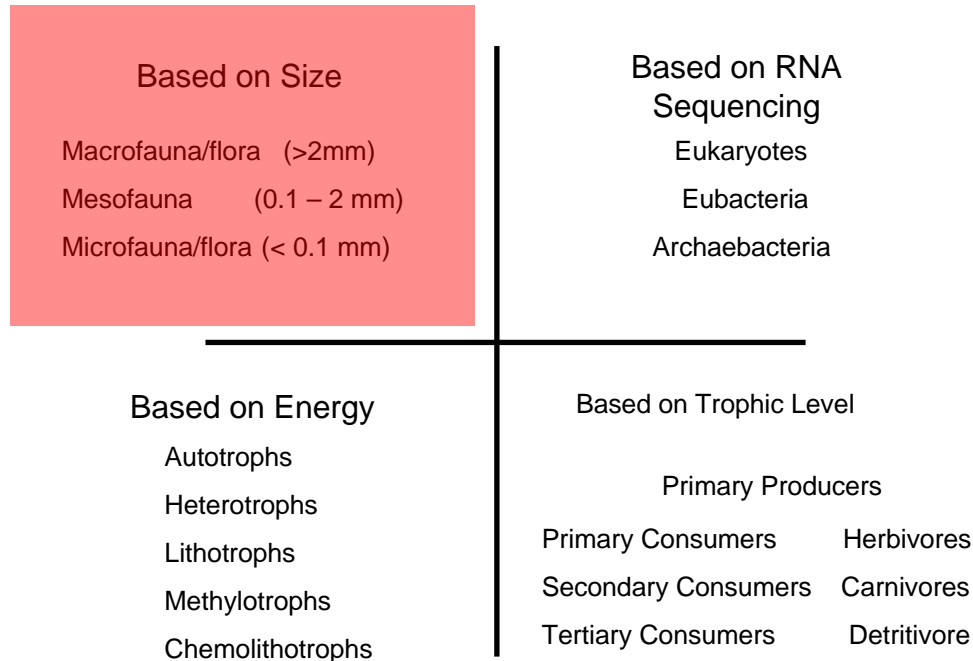 Based on Size
Macrofauna/flora (>2mm)
Mesofauna (0.1 – 2 mm)
Microfauna/flora (< 0.1 mm)
Based on RNA
Sequencing
Eukaryotes
Eubacteria
Archaebacteria
Based on Energy
Autotrophs
Heterotrophs
Lithotrophs
Methylotrophs
Chemolithotrophs
Based on Trophic Level
Primary Producers
Primary Consumers Herbivores
Secondary Consumers Carnivores
Tertiary Consumers Detritivore